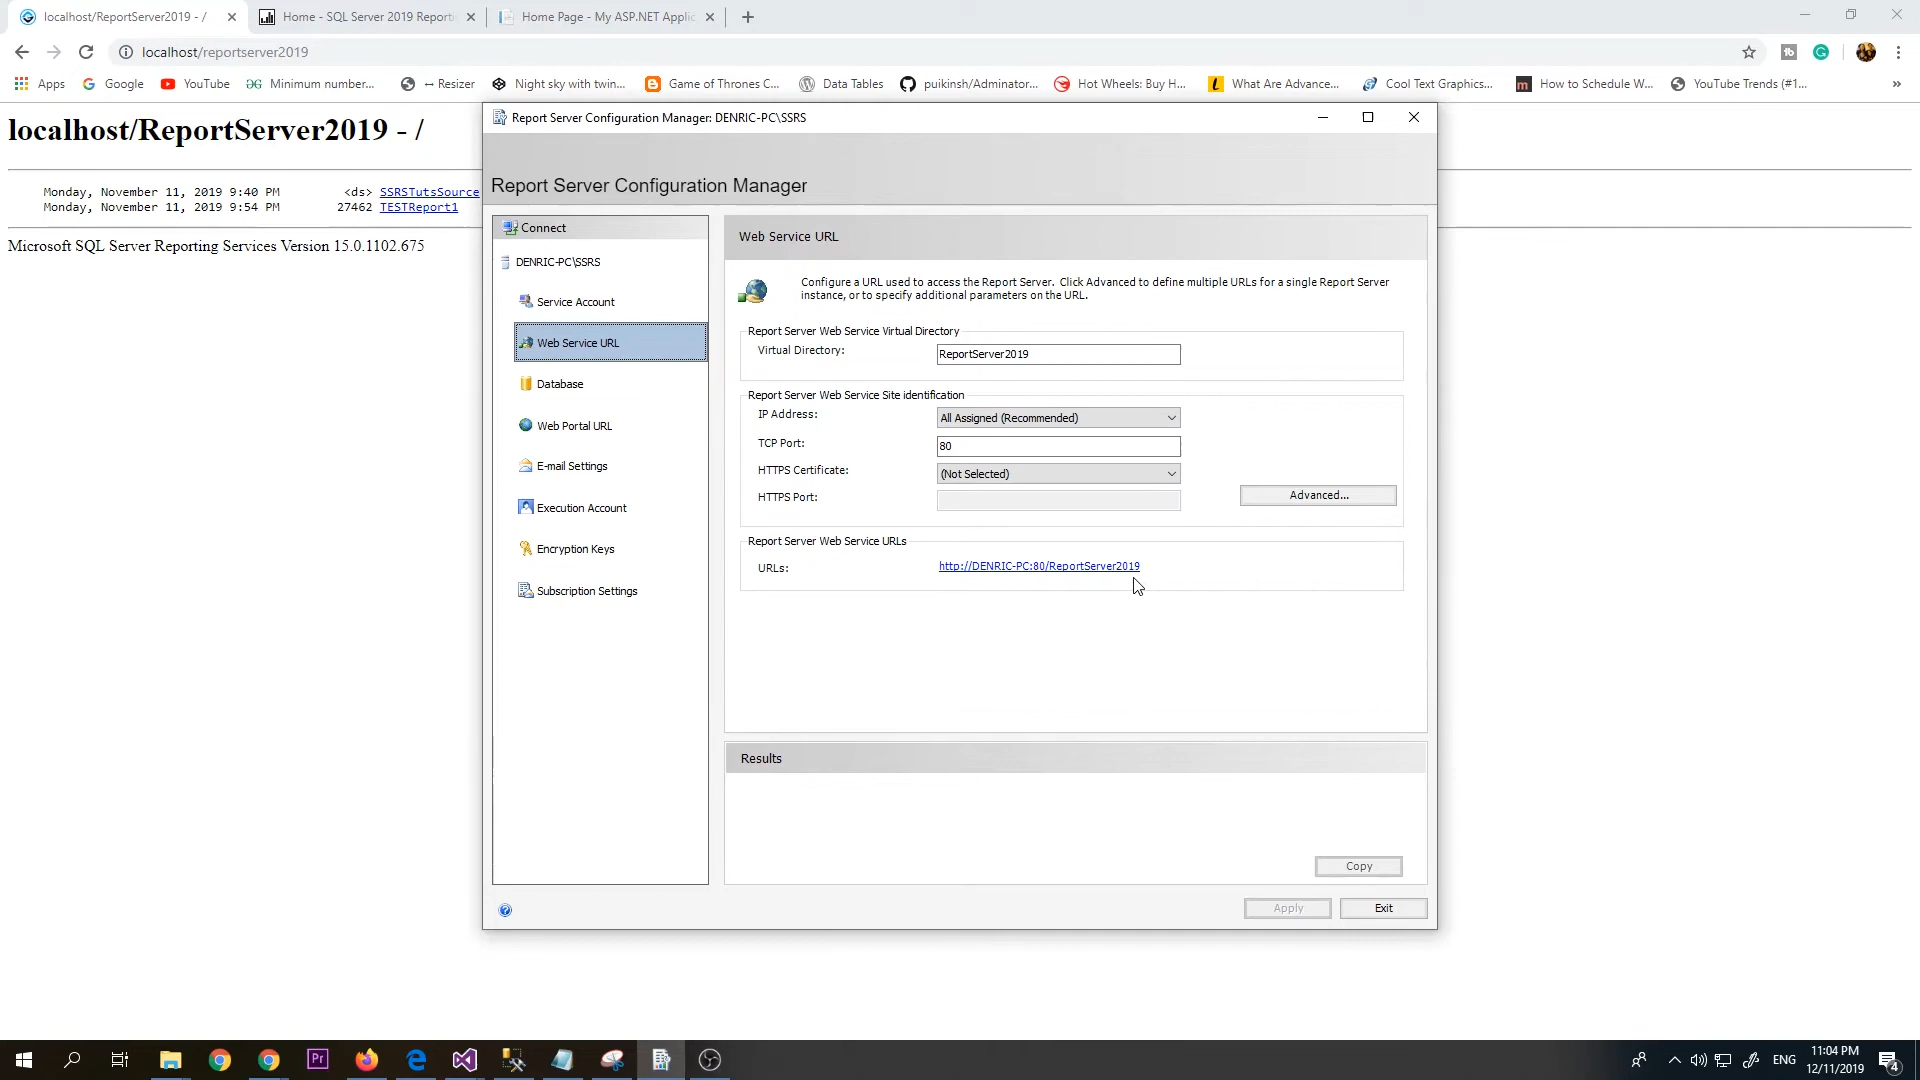 localhost/ReportServer2019 - /
Home - SQL Server 2019 Reporti
Home Page - My ASP.NET Applic
localhost/reportserver2019
Apps
Google
YouTube
Minimum number...
↔ Resizer
Night sky with twin...
Game of Thrones C...
Data Tables
puikinsh/Adminator...
Hot Wheels: Buy H...
What Are Advance...
Cool Text Graphics...
How to Schedule W...
YouTube Trends (#1...
»
localhost/ReportServer2019 - /
Monday, November 11, 2019 9:40 PM <ds> SSRSTutsSource
Monday, November 11, 2019 9:54 PM 27462 TESTReport1
Microsoft SQL Server Reporting Services Version 15.0.1102.675
Report Server Configuration Manager: DENRIC-PC\SSRS
Report Server Configuration Manager
Connect
DENRIC-PC\SSRS
Service Account
Web Service URL
Database
Web Portal URL
E-mail Settings
Execution Account
Encryption Keys
Subscription Settings
Web Service URL
Configure a URL used to access the Report Server. Click Advanced to define multiple URLs for a single Report Server
instance, or to specify additional parameters on the URL.
Report Server Web Service Virtual Directory
Virtual Directory: ReportServer2019
Report Server Web Service Site identification
IP Address: All Assigned (Recommended)
TCP Port: 80
HTTPS Certificate: (Not Selected)
HTTPS Port:
Advanced...
Report Server Web Service URLs
URLs: http://DENRIC-PC:80/ReportServer2019
Results
Copy
Apply
Exit
Pr
ENG
11:04 PM
12/11/2019
4